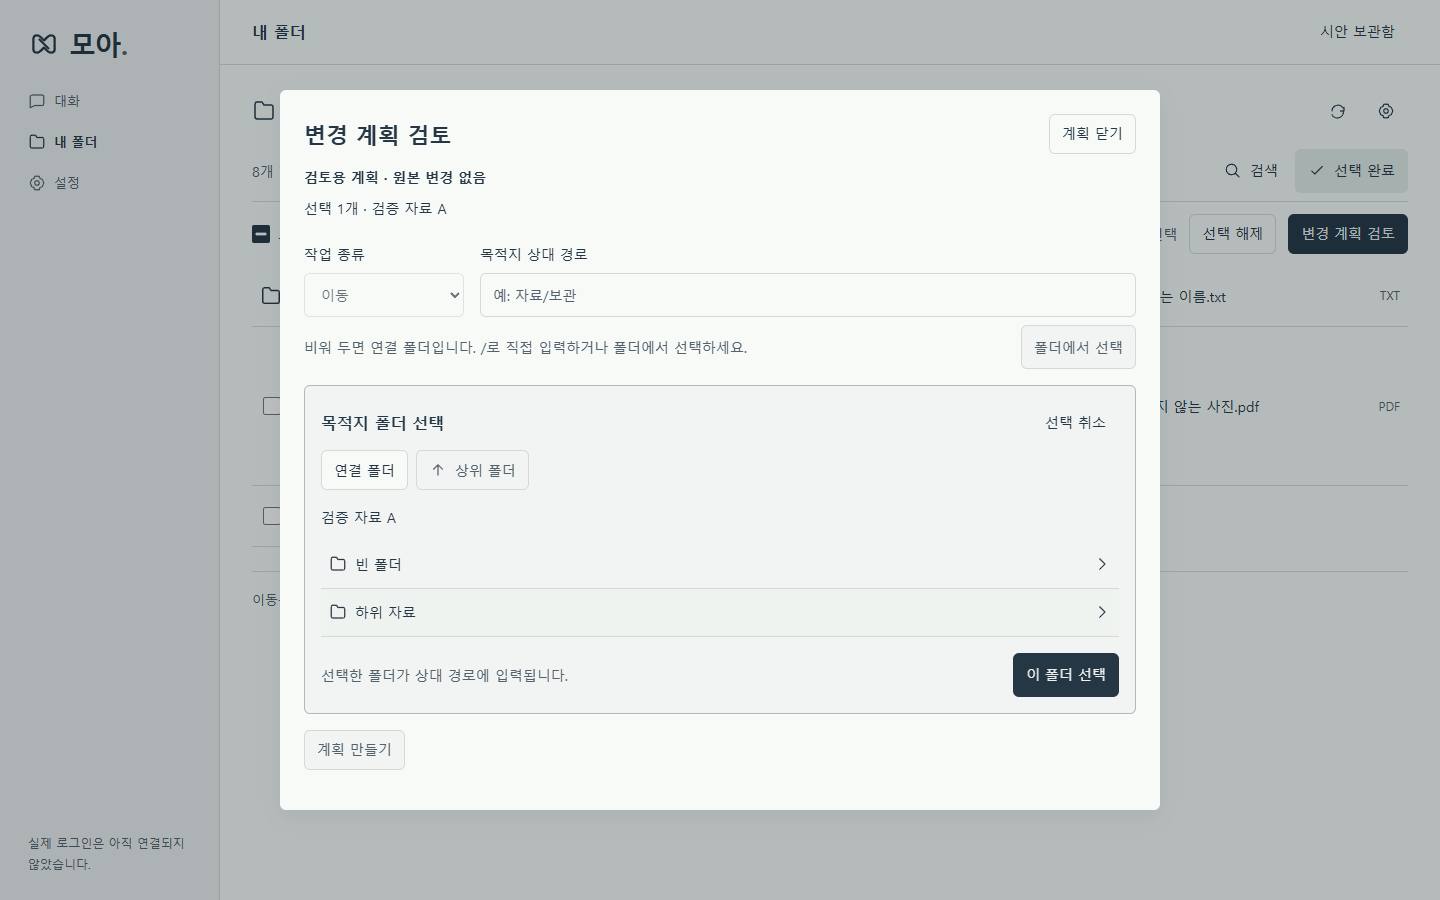 모아.
대화
내 폴더
설정
실제 로그인은 아직 연결되지
않았습니다.
내 폴더
시안 보관함
8개
검색
선택 완료
선택 해제
변경 계획 검토
는 이름.txt
TXT
지 않는 사진.pdf
PDF
이동
변경 계획 검토
계획 닫기
검토용 계획 · 원본 변경 없음
선택 1개 · 검증 자료 A
작업 종류
목적지 상대 경로
이동
예: 자료/보관
비워 두면 연결 폴더입니다. /로 직접 입력하거나 폴더에서 선택하세요.
폴더에서 선택
목적지 폴더 선택
선택 취소
연결 폴더
상위 폴더
검증 자료 A
빈 폴더
하위 자료
선택한 폴더가 상대 경로에 입력됩니다.
이 폴더 선택
계획 만들기